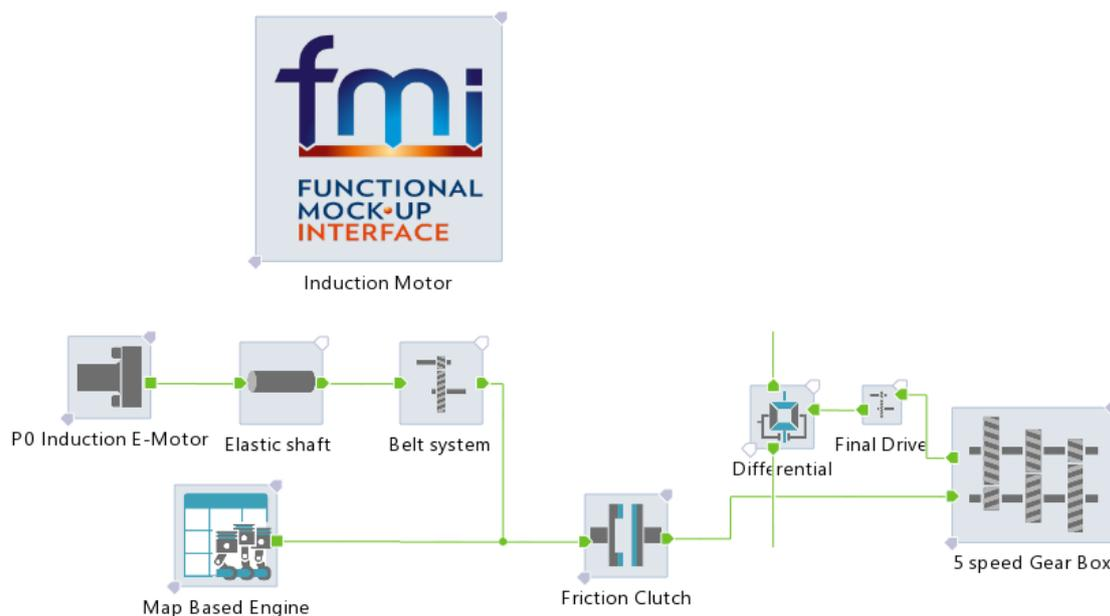 fmi
FUNCTIONAL
MOCK-UP
INTERFACE
Induction Motor
P0 Induction E-Motor
Elastic shaft
Belt system
Differential
Final Drive
Map Based Engine
Friction Clutch
5 speed Gear Box